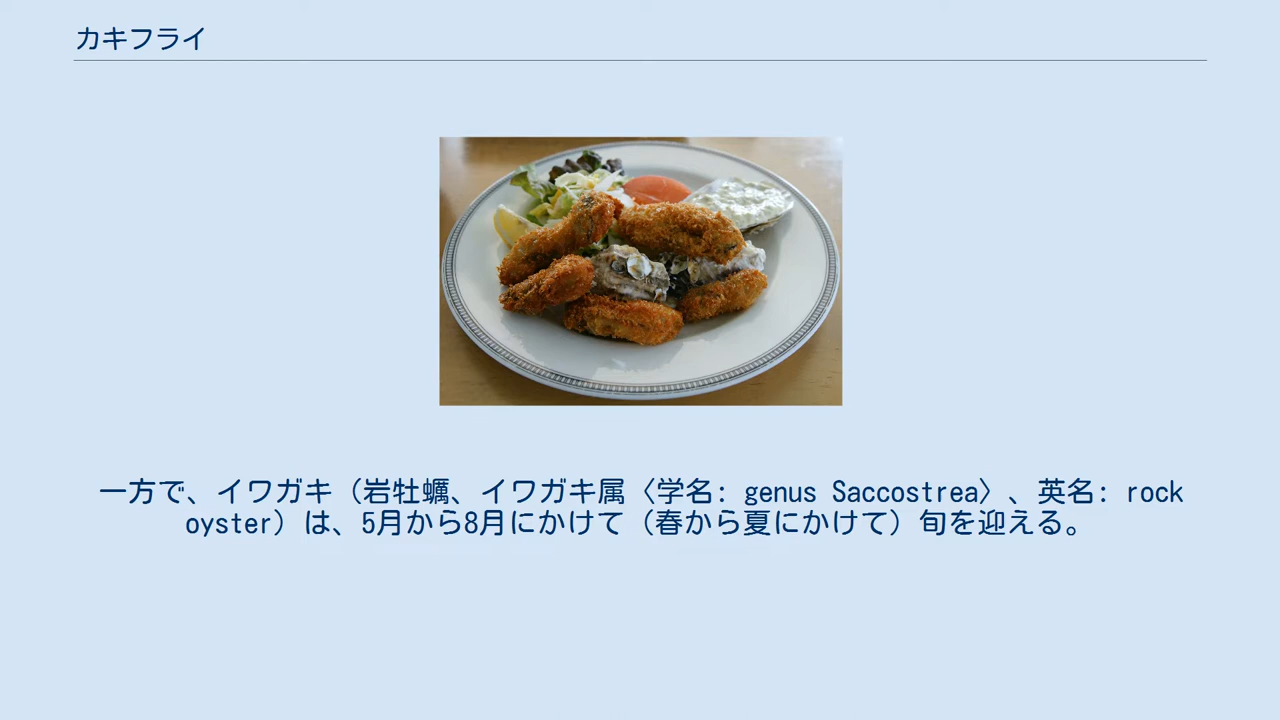 カキフライ
一方で、イワガキ（岩牡蠣、イワガキ属〈学名: genus Saccostrea〉、英名: rock
oyster）は、5月から8月にかけて（春から夏にかけて）旬を迎える。